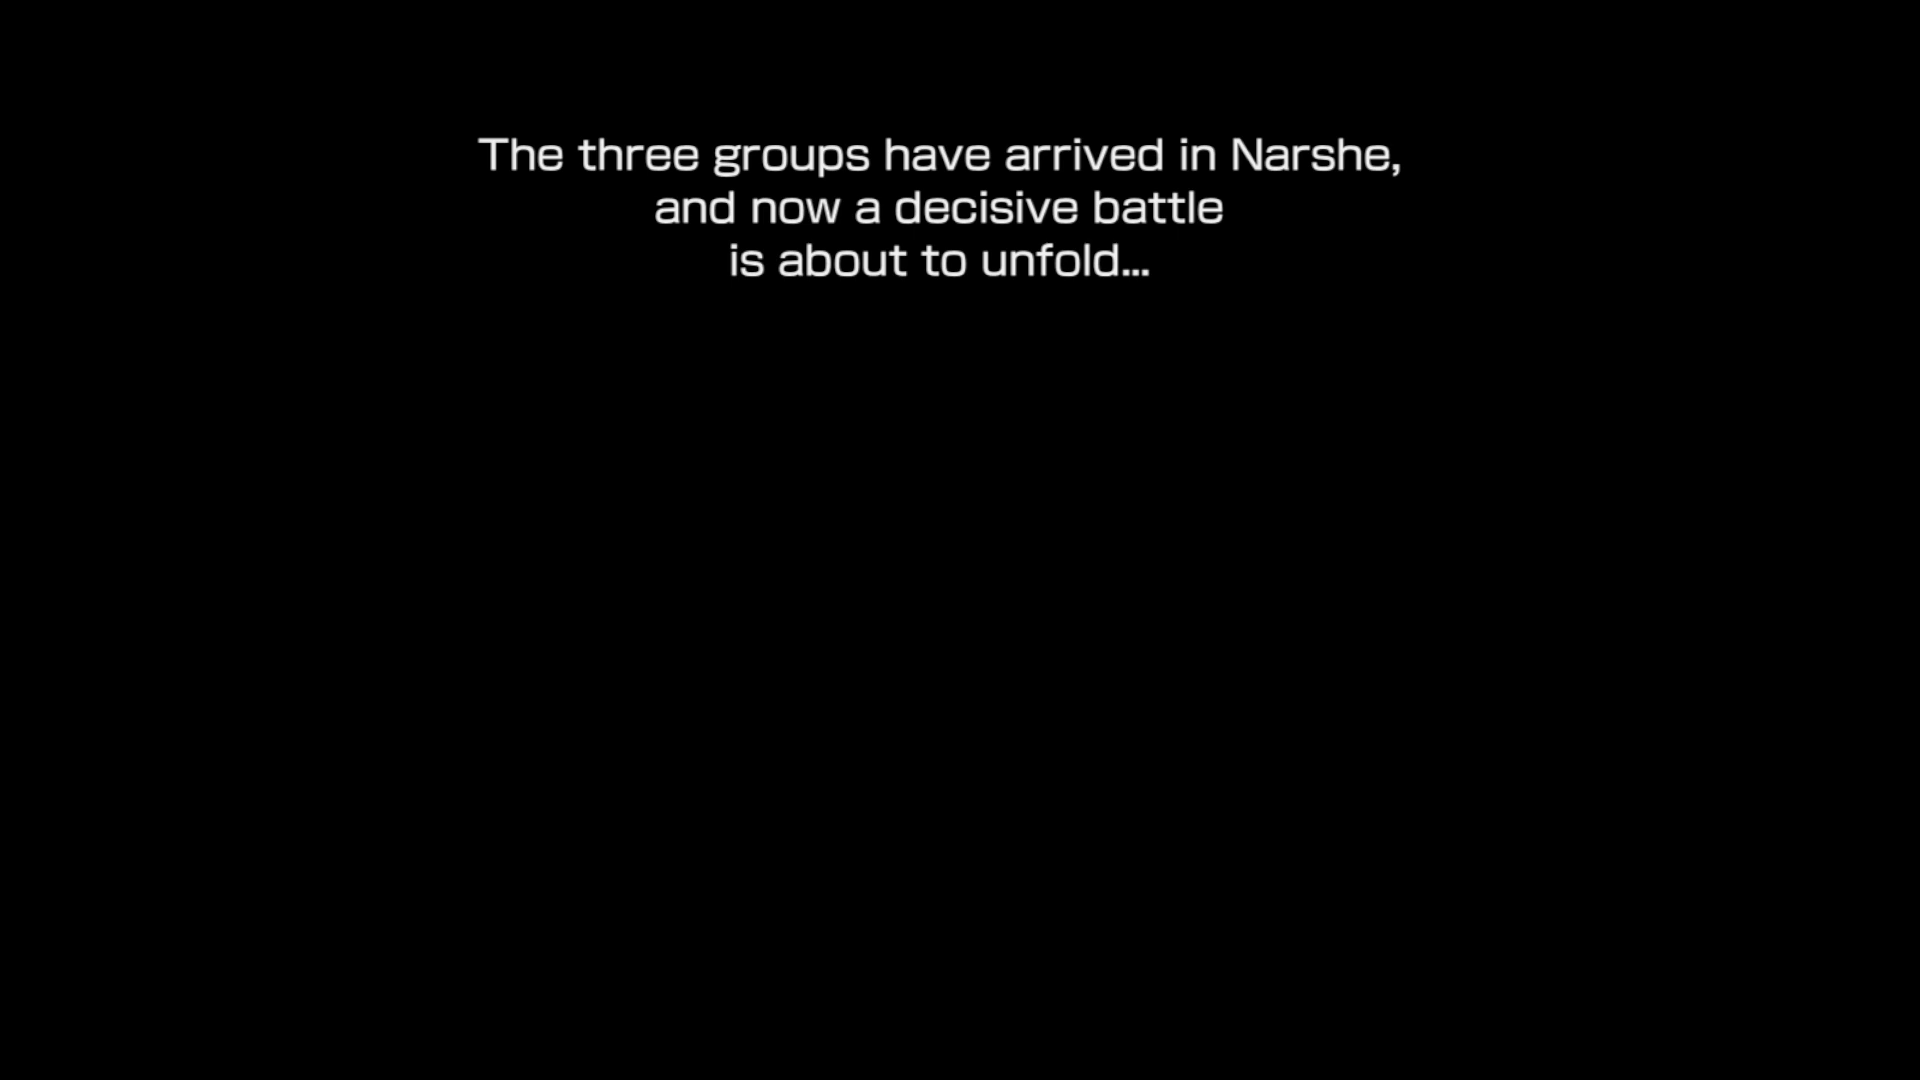 The three groups have arrived in Narshe,
and now a decisive battle
is about to unfold...